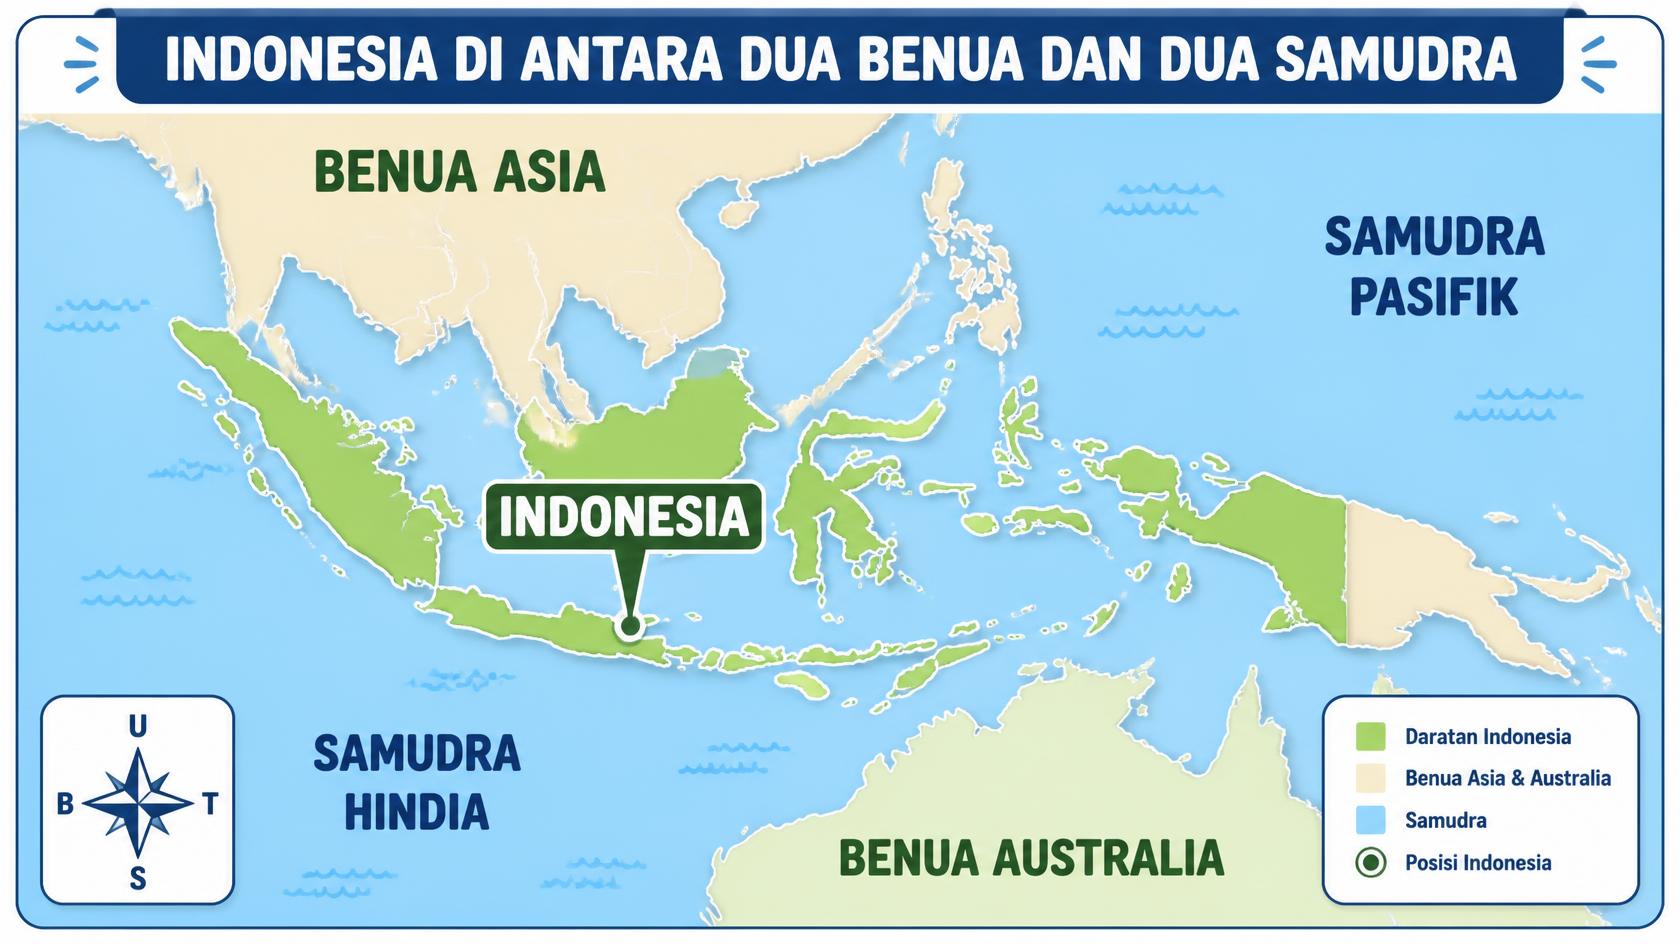 INDONESIA DI ANTARA DUA BENUA DAN DUA SAMUDRA
BENUA ASIA
SAMUDRA
PASIFIK
INDONESIA
SAMUDRA
HINDIA
BENUA AUSTRALIA
U
B
T
S
Daratan Indonesia
Benua Asia & Australia
Samudra
Posisi Indonesia